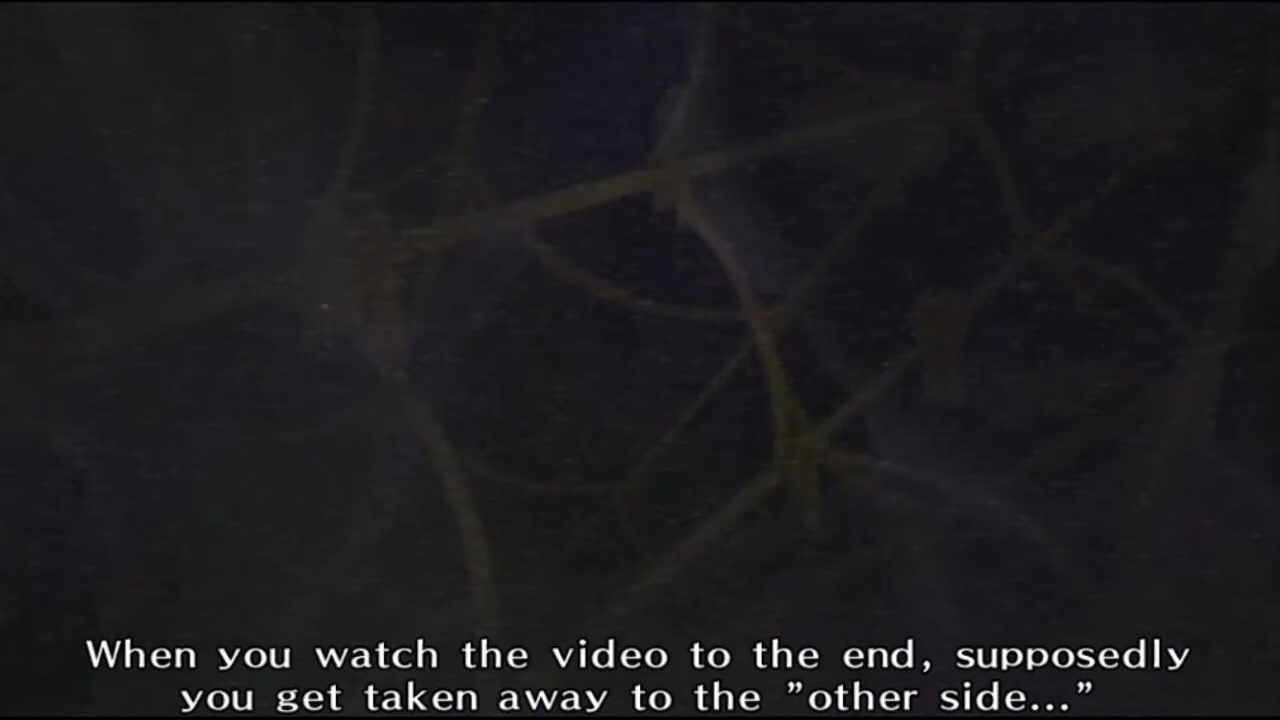 When you watch the video to the end, supposedly
you get taken away to the ”other side...”